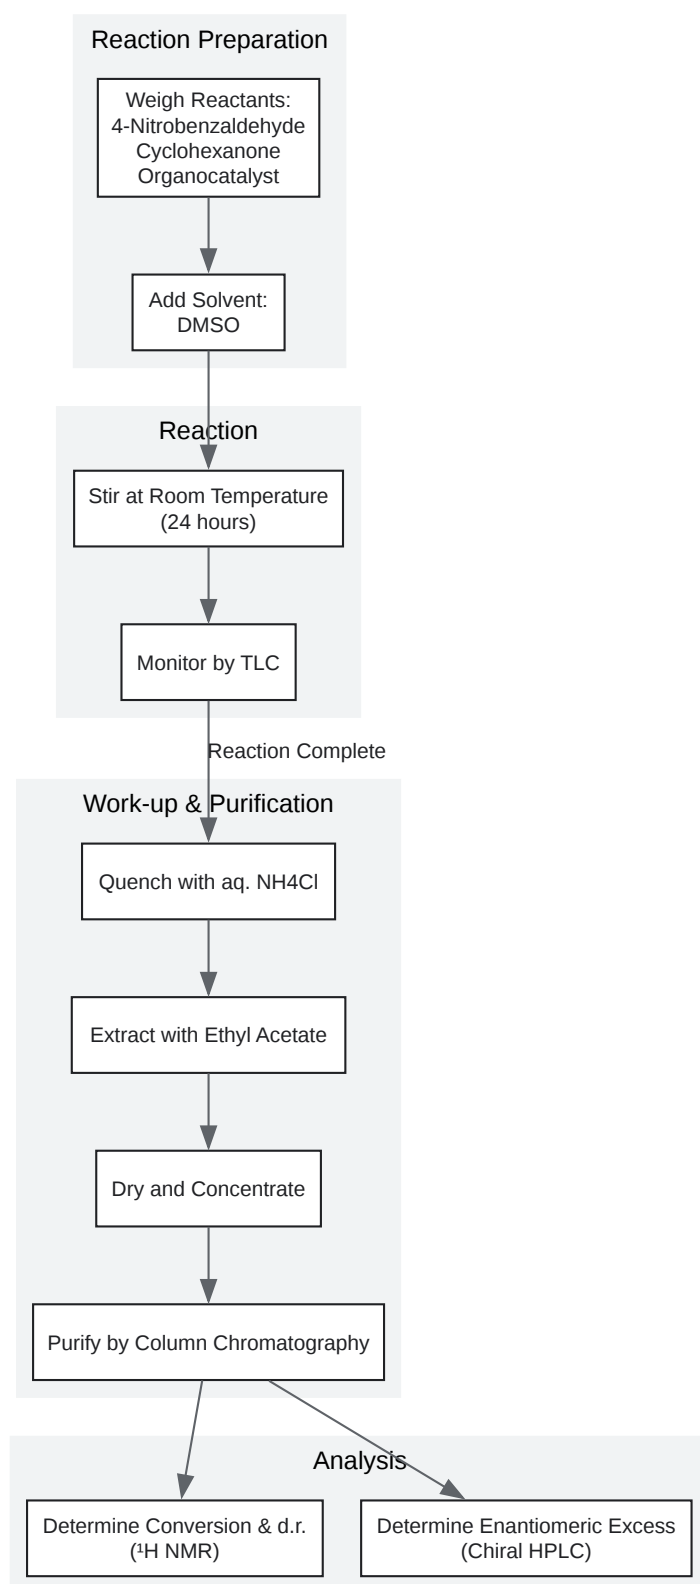 Reaction Preparation
Weigh Reactants:
4-Nitrobenzaldehyde
Cyclohexanone
Organocatalyst
Add Solvent:
DMSO
Reaction
Stir at Room Temperature
(24 hours)
Monitor by TLC
Reaction Complete
Work-up & Purification
Quench with aq. NH4Cl
Extract with Ethyl Acetate
Dry and Concentrate
Purify by Column Chromatography
Analysis
Determine Conversion & d.r.
(¹H NMR)
Determine Enantiomeric Excess
(Chiral HPLC)